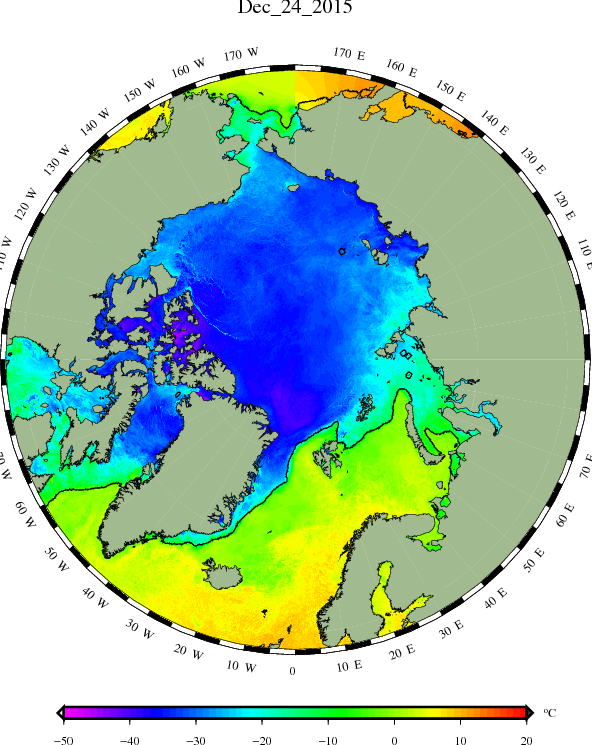 Dec_24_2015
170 W
170 E
160 W
160 E
150 W
150 E
140 W
140 E
130 W
130 E
120 W
120 E
110 E
60 W
70 E
50 W
60 E
40 W
50 E
30 W
40 E
20 W
30 E
10 W
20 E
0
10 E
°C
−50
−40
−30
−20
−10
0
10
20